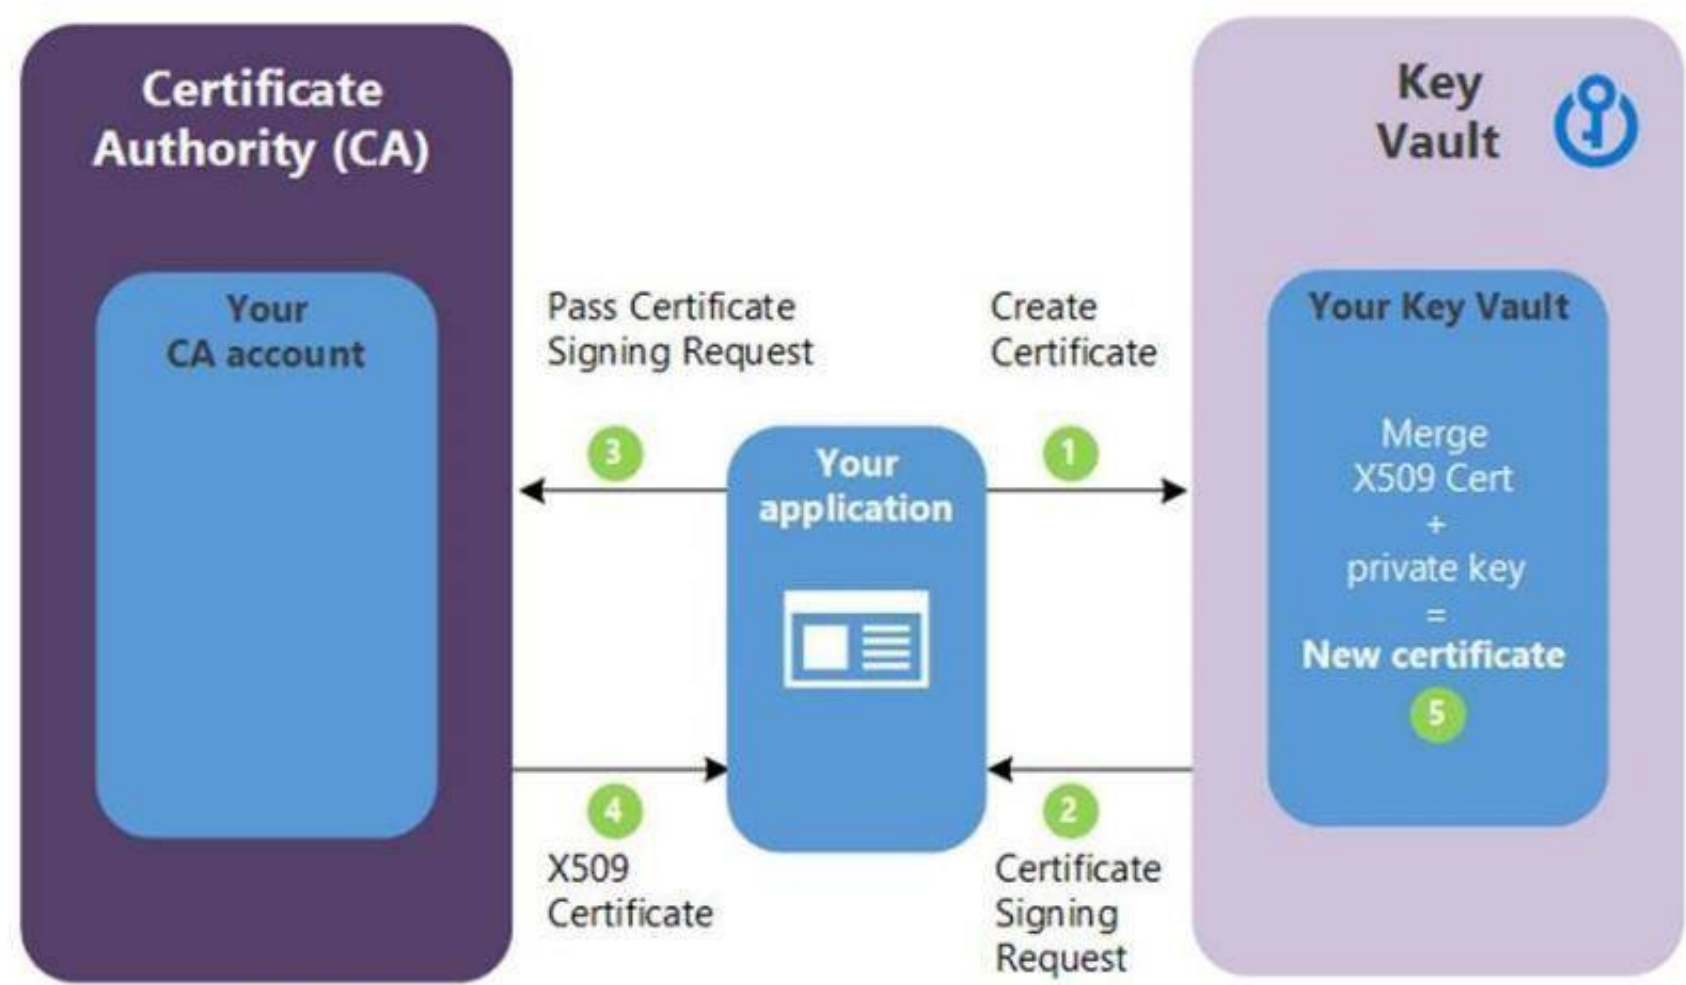 Certificate
Authority (CA)
Your
CA account
Pass Certificate
Signing Request
3
4
X509
Certificate
Your
application
Create
Certificate
1
2
Certificate
Signing
Request
Key
Vault
Your Key Vault
Merge
X509 Cert
+
private key
=
New certificate
5